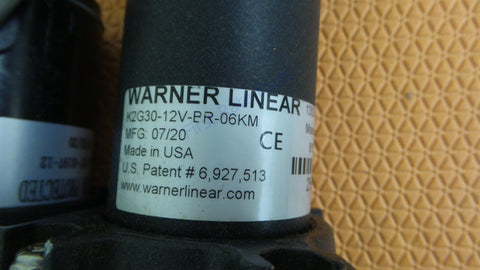 WARNER LINEAR
K2G30-12V-BR-06KM
MFG: 07/20
CE
Made in USA
U.S. Patent # 6,927,513
www.warnerlinear.com
PROTECTED